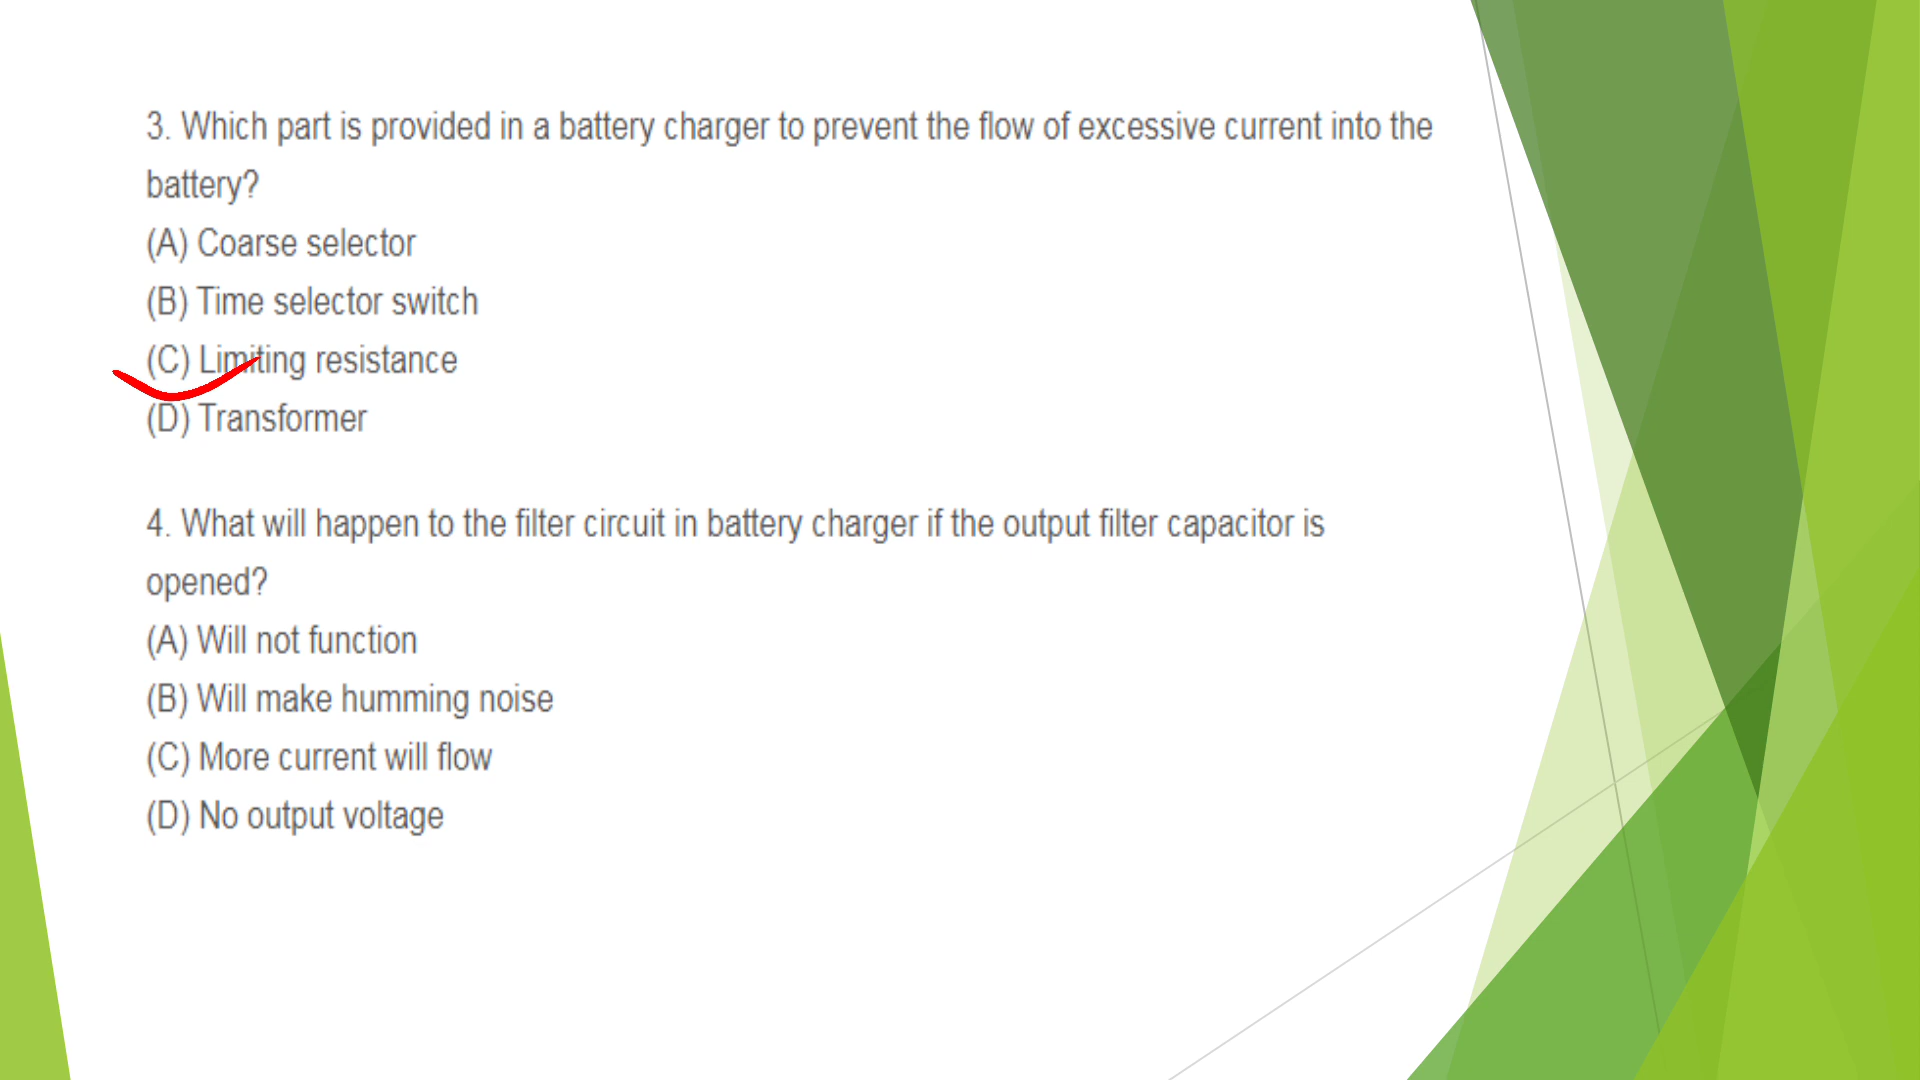 3. Which part is provided in a battery charger to prevent the flow of excessive current into the
battery?
(A) Coarse selector
(B) Time selector switch
(C) Limiting resistance
(D) Transformer
4. What will happen to the filter circuit in battery charger if the output filter capacitor is
opened?
(A) Will not function
(B) Will make humming noise
(C) More current will flow
(D) No output voltage